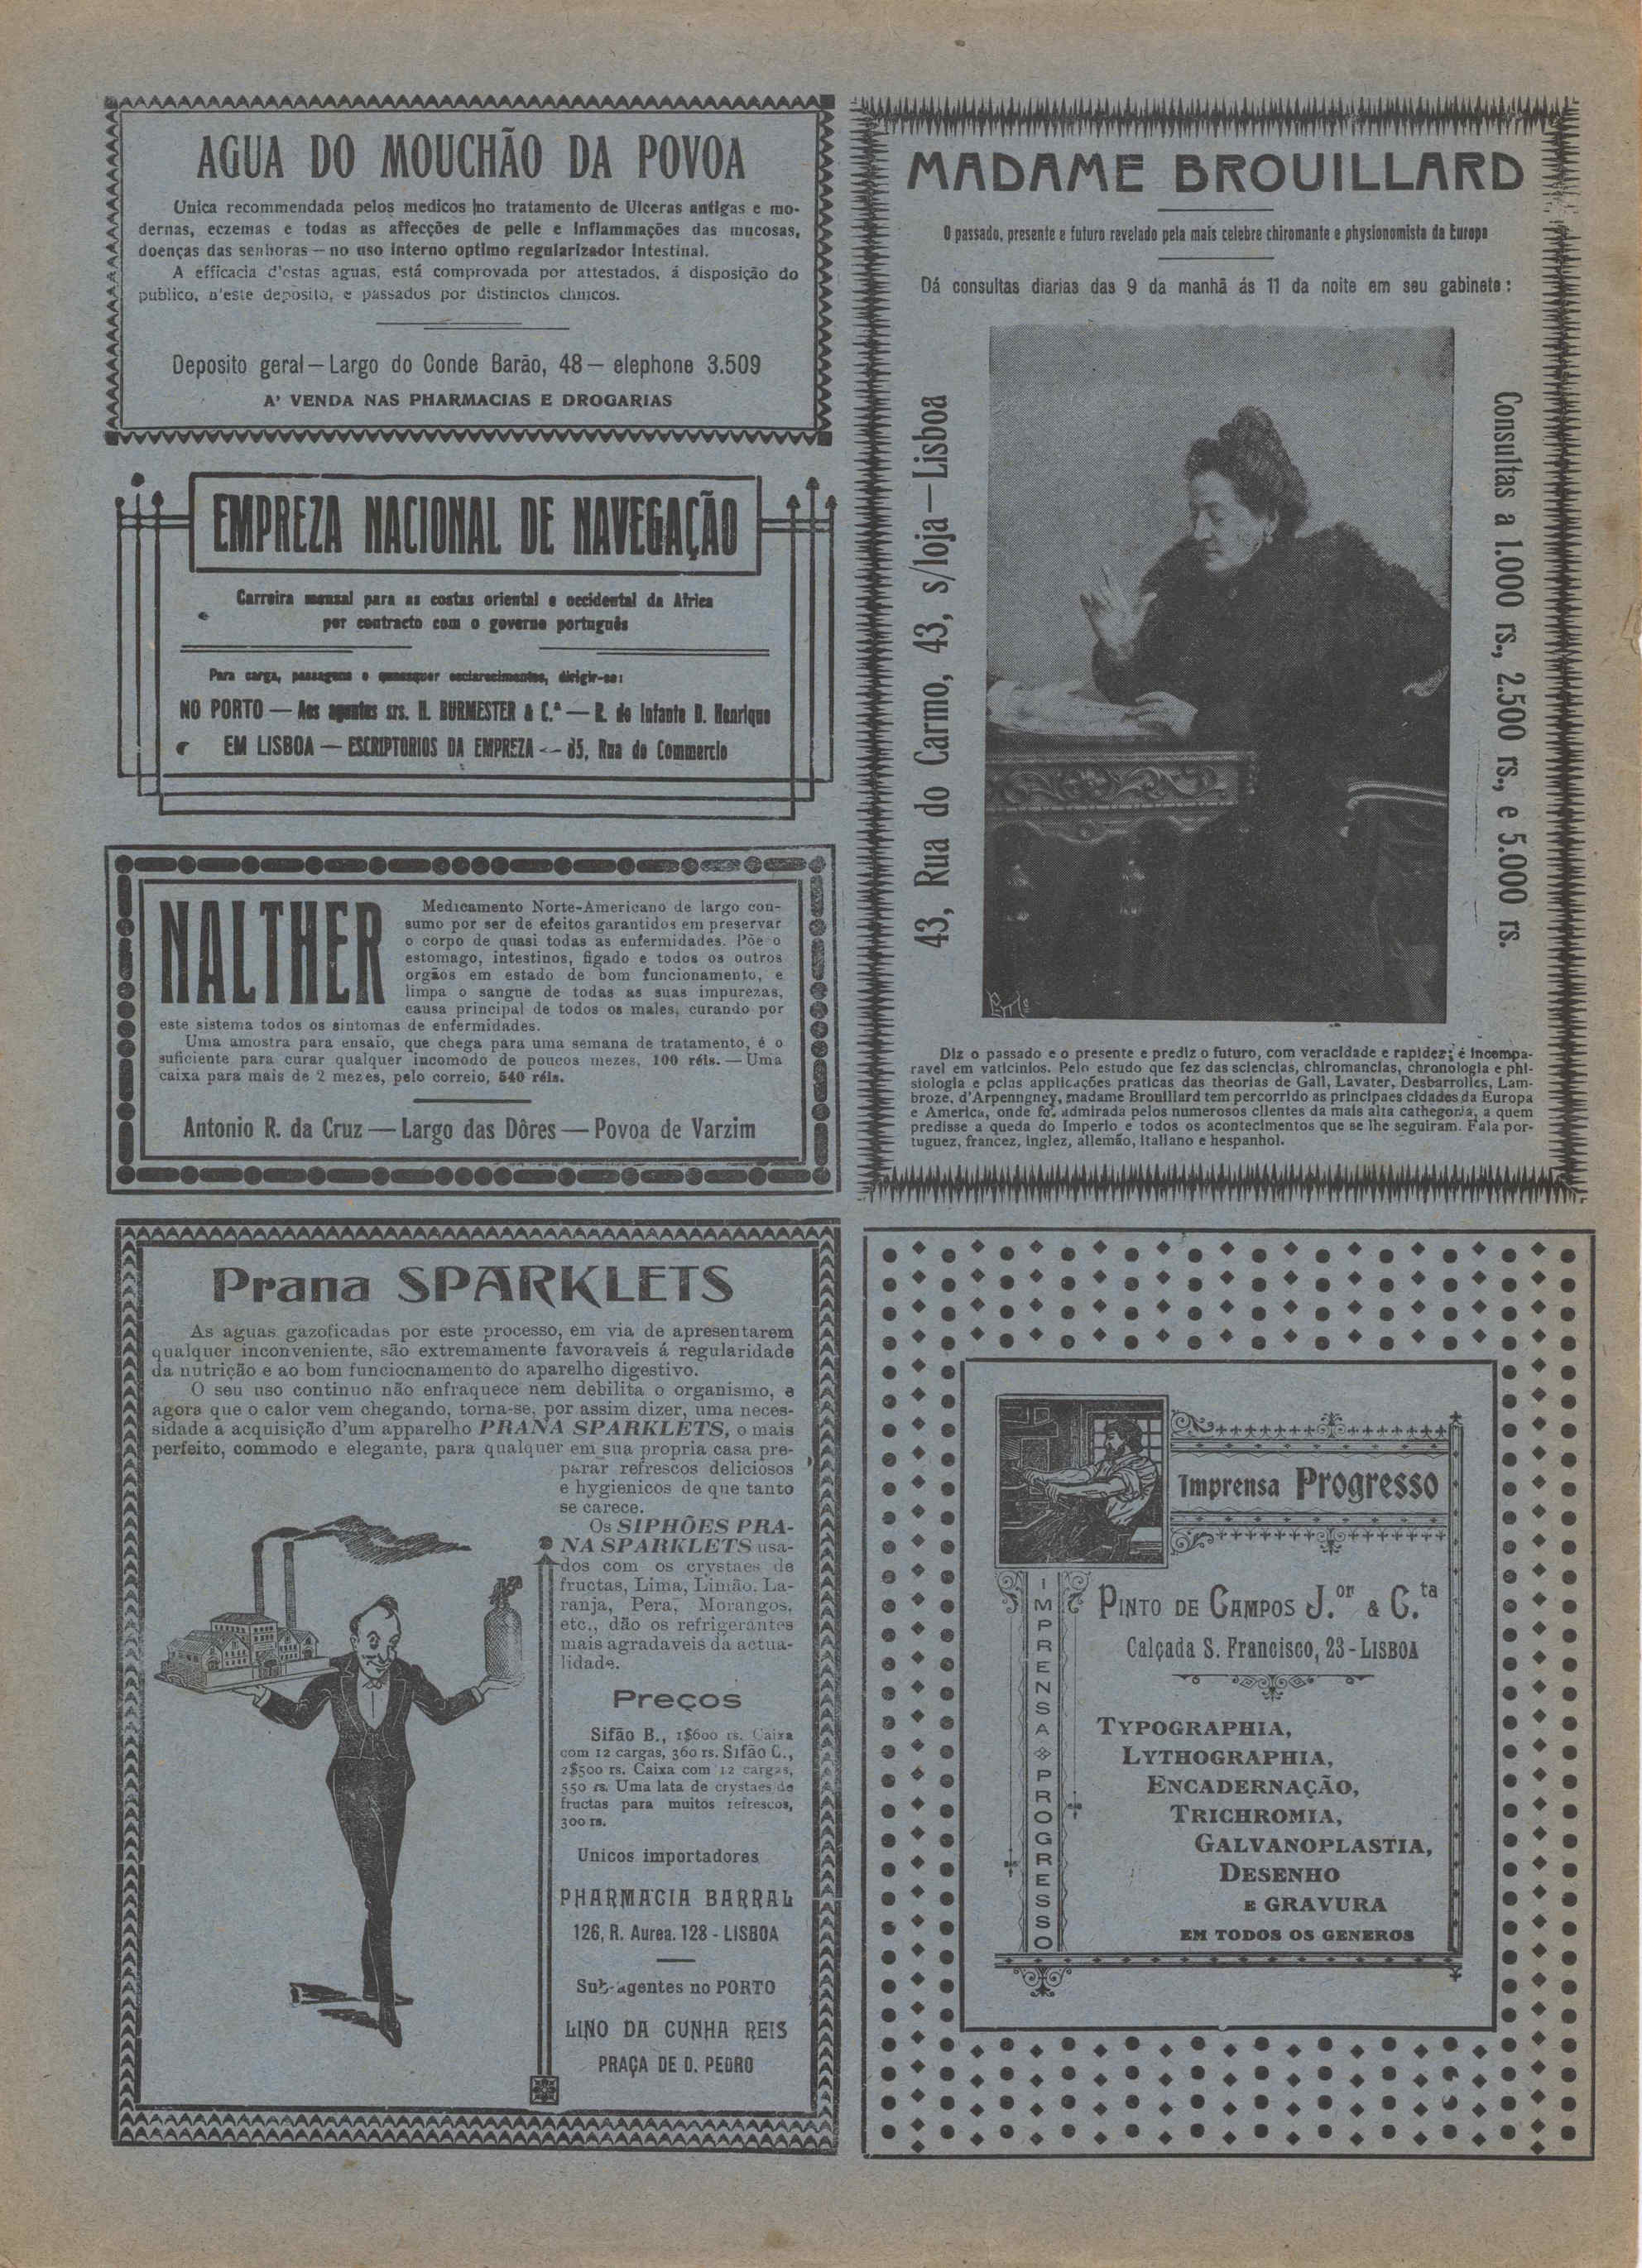 AGUA DO MOUCHÃO DA POVOA
Unica recommendada pelos medicos no tratamento de Ulceras antigas e mo-
dernas, eczemas e todas as affecções de pelle e Inflammações das mucosas,
doenças das senhoras — no uso interno optimo regularizador intestinal.
A efficacia d'estas aguas, está comprovada por attestados, á disposição do
publico, n'este deposito, e passados por distinctos clinicos.
Deposito geral — Largo do Conde Barão, 48 — elephone 3.509
A' VENDA NAS PHARMACIAS E DROGARIAS
EMPREZA NACIONAL DE NAVEGAÇÃO
Carreira mensal para as costas oriental e occidental da Africa
por contracto com o governo português
Para carga, passagens e quaesquer esclarecimentos, dirigir-se:
NO PORTO — Aos agentes srs. H. BURMESTER & C.ª — R. do Infante D. Henrique
EM LISBOA — ESCRIPTORIOS DA EMPREZA — 85, Rua do Commercio
NALTHER
Medicamento Norte-Americano de largo con-
sumo por ser de efeitos garantidos em preservar
o corpo de quasi todas as enfermidades. Põe o
estomago, intestinos, figado e todos os outros
orgãos em estado de bom funcionamento, e
limpa o sangue de todas as suas impurezas,
causa principal de todos os males, curando por
este sistema todos os sintomas de enfermidades.
Uma amostra para ensaio, que chega para uma semana de tratamento, é o
suficiente para curar qualquer incomodo de poucos mezes, 100 réis. — Uma
caixa para mais de 2 mezes, pelo correio, 540 réis.
Antonio R. da Cruz — Largo das Dôres — Povoa de Varzim
Prana SPARKLETS
As aguas gazoficadas por este processo, em via de apresentarem
qualquer inconveniente, são extremamente favoraveis á regularidade
da nutrição e ao bom funciocnamento do aparelho digestivo.
O seu uso continuo não enfraquece nem debilita o organismo, e
agora que o calor vem chegando, torna-se, por assim dizer, uma neces-
sidade a acquisição d'um apparelho PRANA SPARKLETS, o mais
perfeito, commodo e elegante, para qualquer em sua propria casa pre-
parar refrescos deliciosos
e hygienicos de que tanto
se carece.
Os SIPHÕES PRA-
NA SPARKLETS usa-
dos com os crystaes de
fructas, Lima, Limão, La-
ranja, Pera, Morangos,
etc., dão os refrigerantes
mais agradaveis da actua-
lidade.
Preços
Sifão B., 1$600 rs. Caixa
com 12 cargas, 360 rs. Sifão C.,
2$500 rs. Caixa com 12 cargas,
550 rs. Uma lata de crystaes de
fructas para muitos refrescos,
300 rs.
Unicos importadores
PHARMACIA BARRAL
126, R. Aurea. 128 - LISBOA
Sub-agentes no PORTO
LINO DA CUNHA REIS
PRAÇA DE D. PEDRO
MADAME BROUILLARD
O passado, presente e futuro revelado pela mais celebre chiromante e physionomista da Europa
Dá consultas diarias das 9 da manhã ás 11 da noite em seu gabinete:
43, Rua do Carmo, 43, s/loja — Lisboa
Consultas a 1.000 rs., 2.500 rs., e 5.000 rs.
Diz o passado e o presente e prediz o futuro, com veracidade e rapidez; é incompa-
ravel em vaticinios. Pelo estudo que fez das sciencias, chiromancias, chronologia e phi-
siologia e pelas applicações praticas das theorias de Gall, Lavater, Desbarrolles, Lam-
broze, d'Arpenngney, madame Brouillard tem percorrido as principaes cidades da Europa
e America, onde foi admirada pelos numerosos clientes da mais alta cathegoria, a quem
predisse a queda do Imperio e todos os acontecimentos que se lhe seguiram. Fala por-
tuguez, francez, inglez, allemão, italiano e hespanhol.
Imprensa Progresso
IMPRENSA PROGRESSO
PINTO DE CAMPOS J.or & C.ta
Calçada S. Francisco, 23 - LISBOA
TYPOGRAPHIA,
LYTHOGRAPHIA,
ENCADERNAÇÃO,
TRICHROMIA,
GALVANOPLASTIA,
DESENHO
E GRAVURA
EM TODOS OS GENEROS